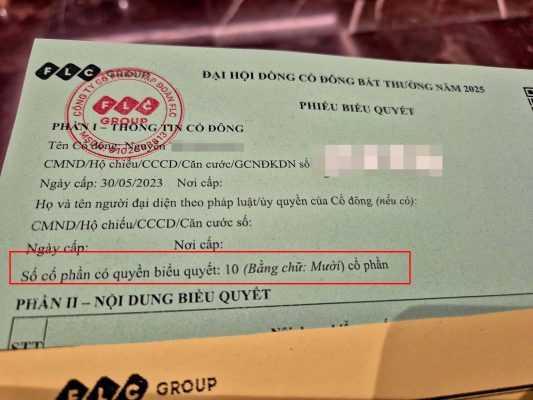 FLC GROUP
ĐẠI HỘI ĐỒNG CỔ ĐÔNG BẤT THƯỜNG NĂM 2025
PHIẾU BIỂU QUYẾT
FLC
GROUP
PHẦN I – THÔNG TIN CỔ ĐÔNG
Tên Cổ đông:
CMND/Hộ chiếu/CCCD/Căn cước/GCNĐKDN số
Ngày cấp: 30/05/2023 Nơi cấp:
Họ và tên người đại diện theo pháp luật/ủy quyền của Cổ đông (nếu có):
CMND/Hộ chiếu/CCCD/Căn cước số:
Ngày cấp: Nơi cấp:
Số cổ phần có quyền biểu quyết: 10 (Bằng chữ: Mười) cổ phần
PHẦN II – NỘI DUNG BIỂU QUYẾT
STT
FLC GROUP